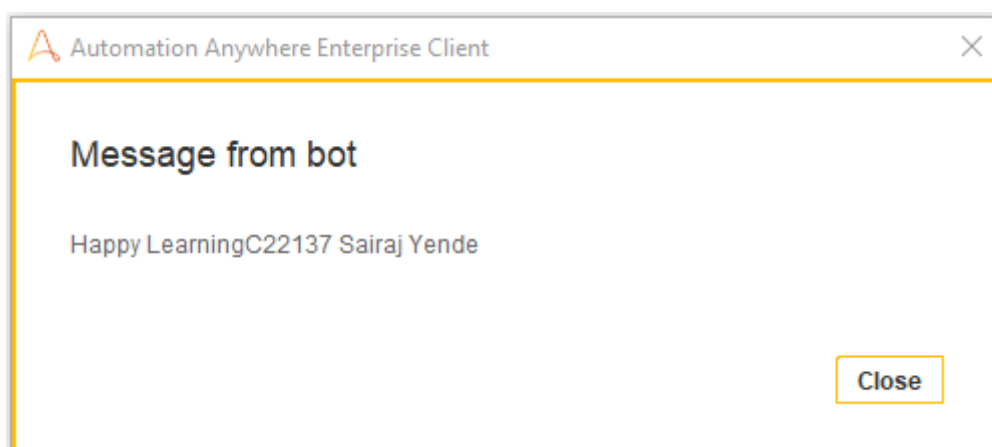 Automation Anywhere Enterprise Client
Message from bot
Happy LearningC22137 Sairaj Yende
Close